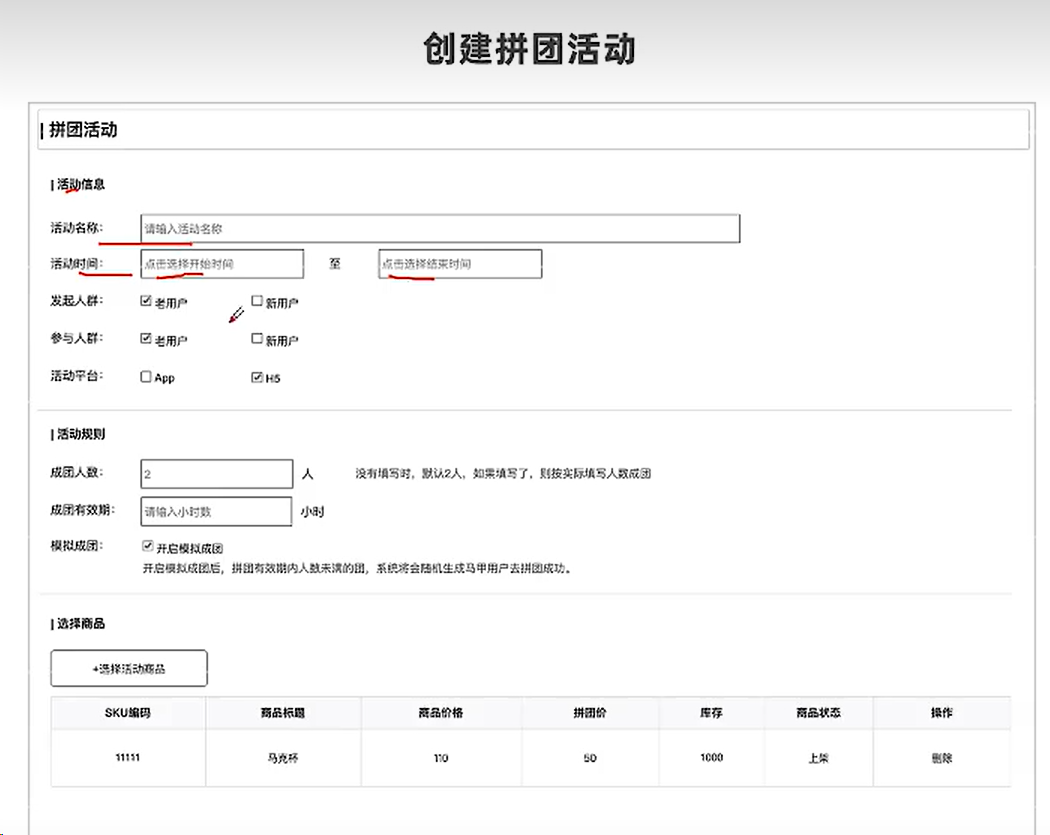 创建拼团活动
拼团活动
活动信息
活动名称： 请输入活动名称
活动时间： 点击选择开始时间 至 点击选择结束时间
发起人群： 老用户 新用户
参与人群： 老用户 新用户
活动平台： App H5
活动规则
成团人数： 2 人 没有填写时，默认2人，如果填写了，则按实际填写人数成团
成团有效期： 请输入小时数 小时
模拟成团： 开启模拟成团
开启模拟成团后，拼团有效期内人数未满的团，系统将会随机生成马甲用户去拼团成功。
选择商品
+选择活动商品
SKU编码 商品标题 商品价格 拼团价 库存 商品状态 操作
11111 马克杯 110 50 1000 上架 删除